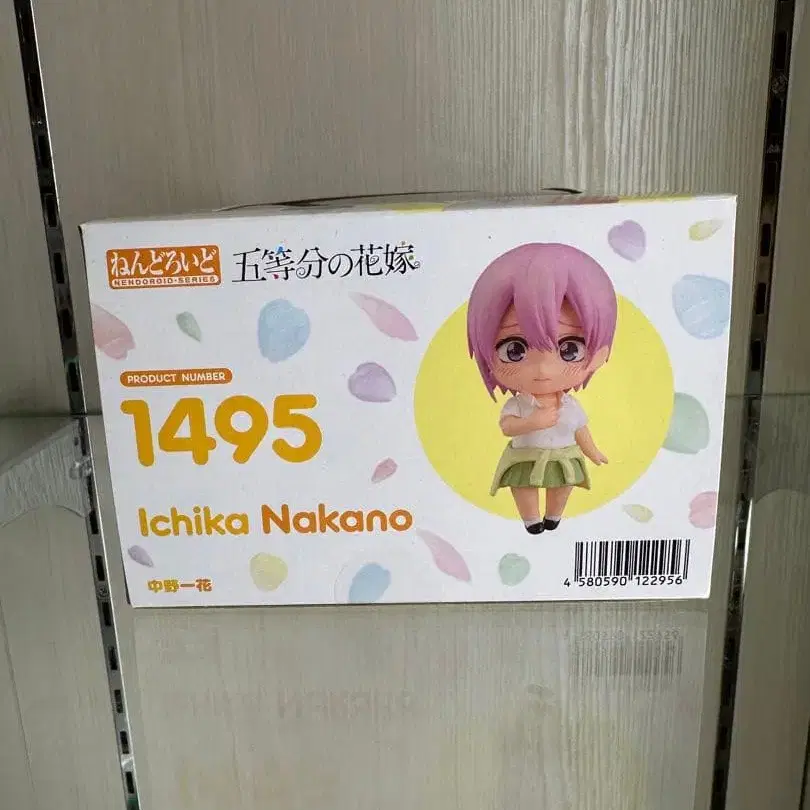 ねんどろいど
NENDOROID·SERIES
五等分の花嫁
PRODUCT NUMBER
1495
Ichika Nakano
中野一花
4 580590 122956